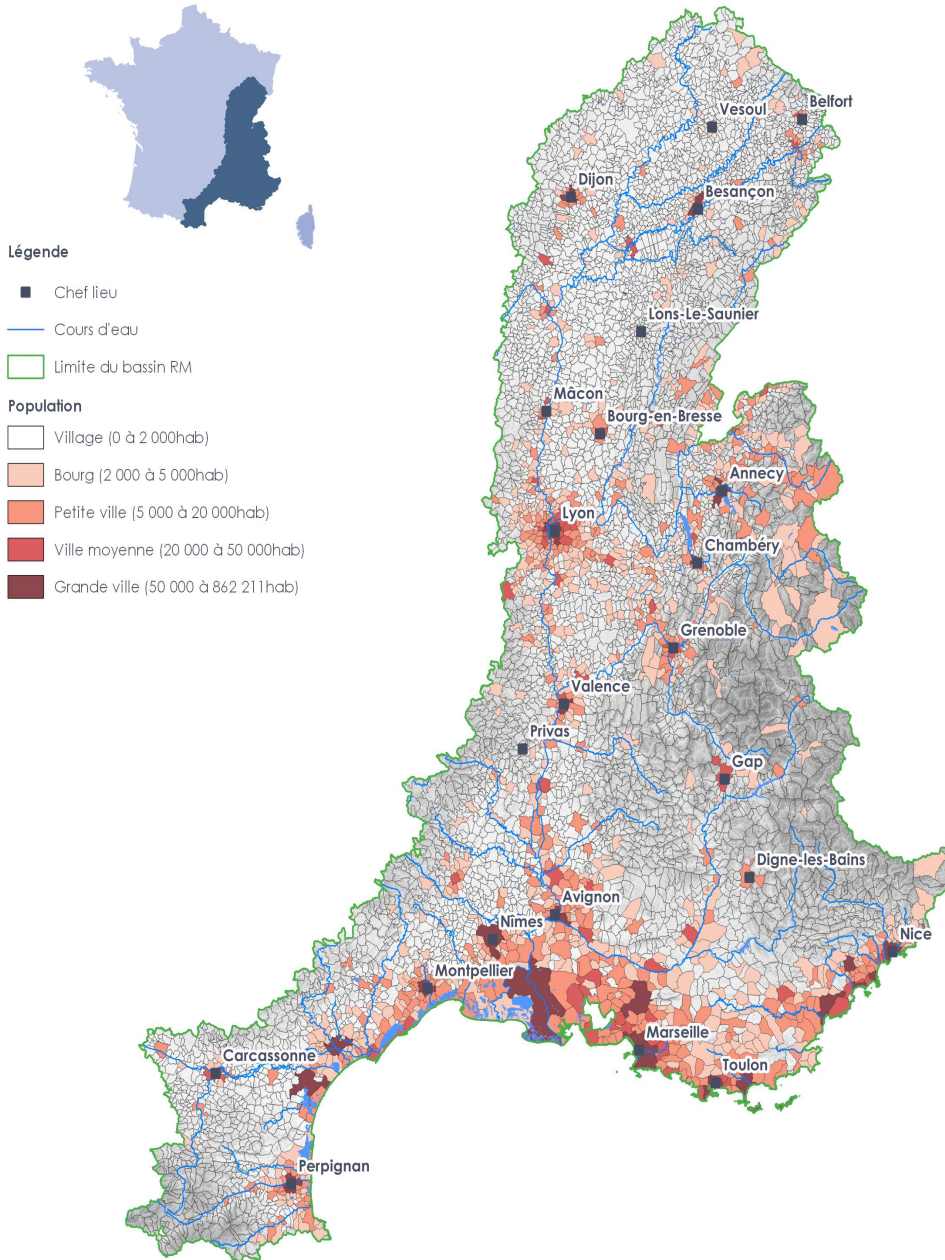 Légende
Chef lieu
Cours d'eau
Limite du bassin RM
Population
Village (0 à 2 000hab)
Bourg (2 000 à 5 000hab)
Petite ville (5 000 à 20 000hab)
Ville moyenne (20 000 à 50 000hab)
Grande ville (50 000 à 862 211hab)
Belfort
Vesoul
Dijon
Besançon
Lons-Le-Saunier
Mâcon
Bourg-en-Bresse
Annecy
Lyon
Chambéry
Grenoble
Valence
Privas
Gap
Digne-les-Bains
Avignon
Nîmes
Nice
Montpellier
Marseille
Carcassonne
Toulon
Perpignan